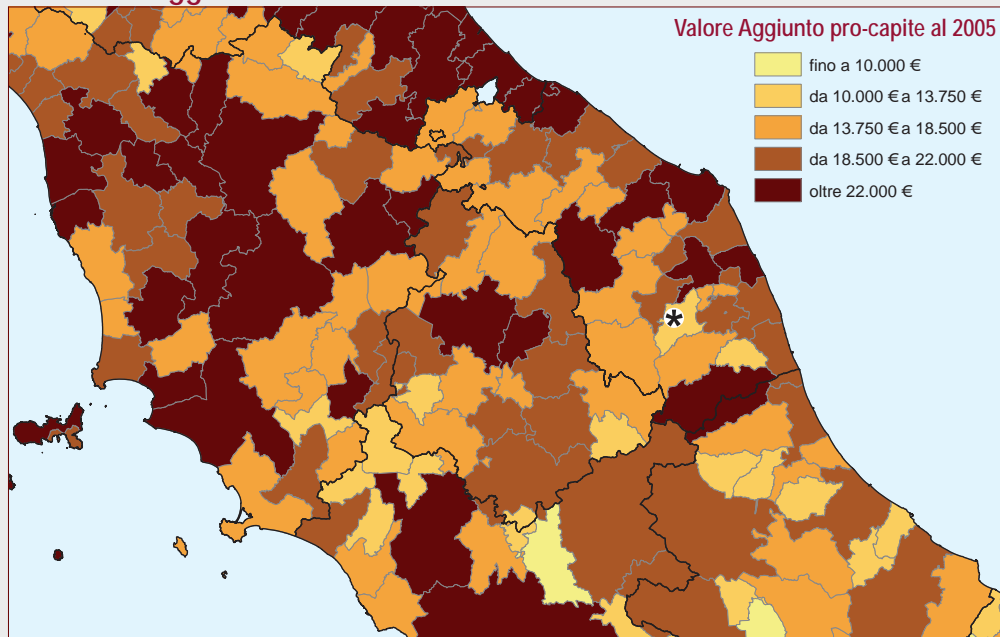 Valore Aggiunto pro-capite al 2005
fino a 10.000 €
da 10.000 € a 13.750 €
da 13.750 € a 18.500 €
da 18.500 € a 22.000 €
oltre 22.000 €
*